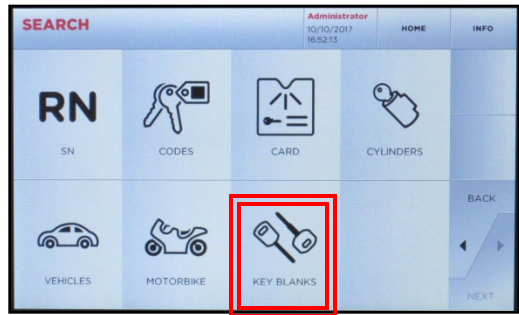 SEARCH
Administrator
10/10/2017
16:52:13
HOME
INFO
RN
SN
CODES
CARD
CYLINDERS
BACK
VEHICLES
MOTORBIKE
KEY BLANKS
NEXT